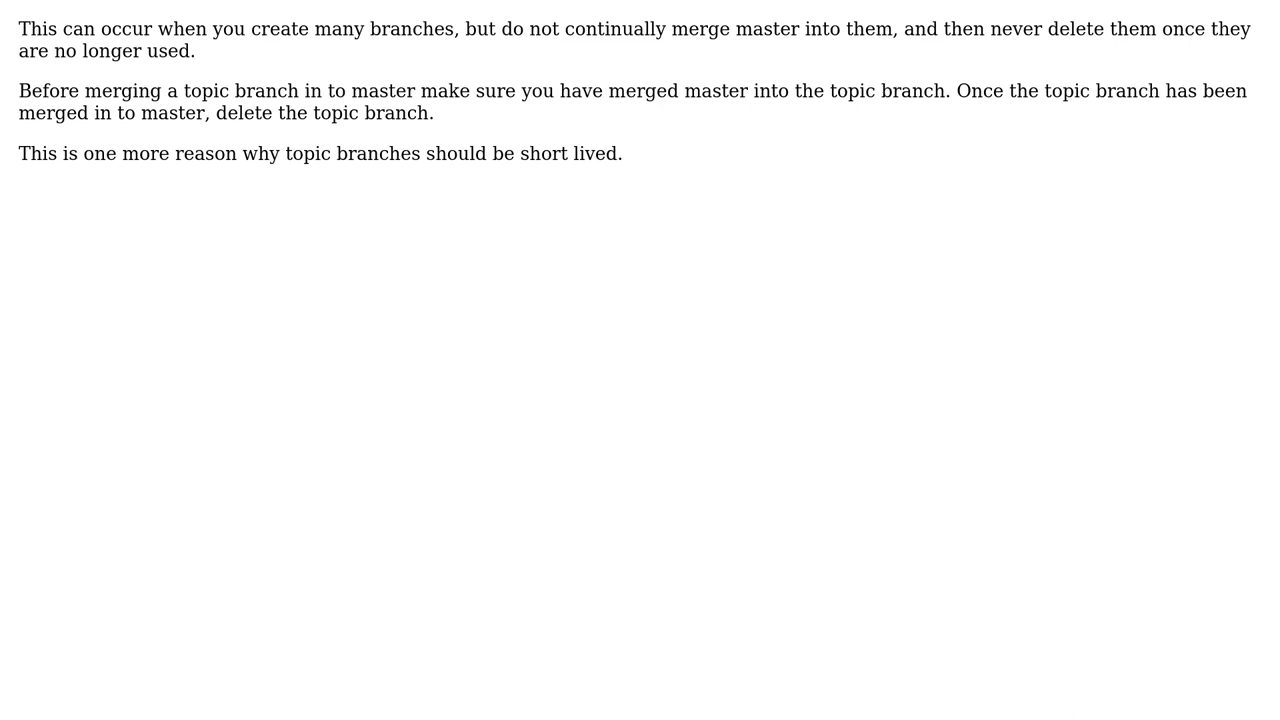 This can occur when you create many branches, but do not continually merge master into them, and then never delete them once they
are no longer used.
Before merging a topic branch in to master make sure you have merged master into the topic branch. Once the topic branch has been
merged in to master, delete the topic branch.
This is one more reason why topic branches should be short lived.